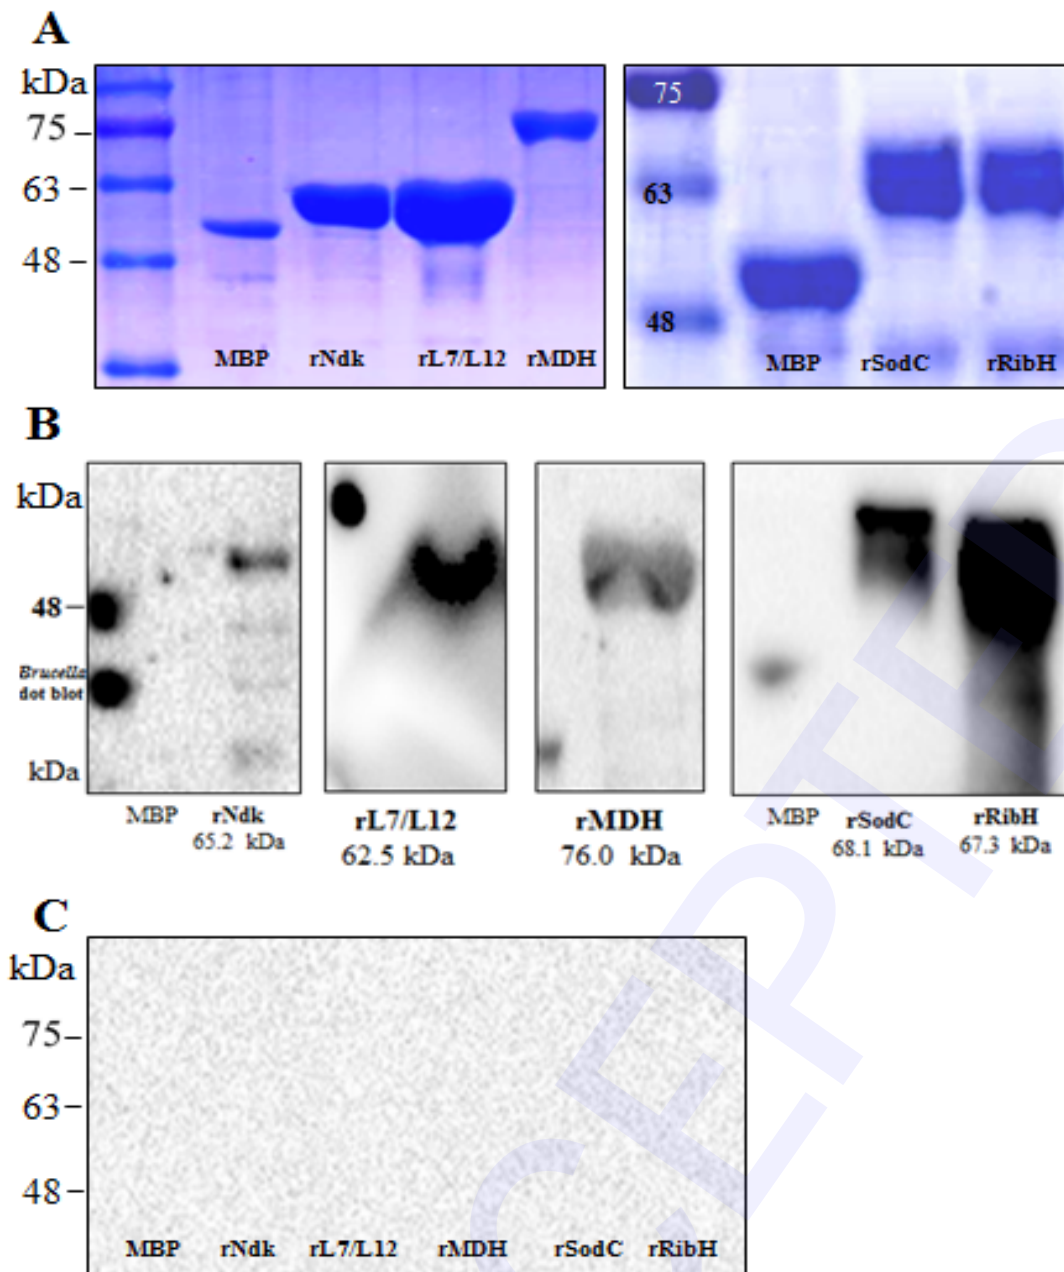 A
kDa
75
63
48
MBP rNdk rL7/L12 rMDH
75
63
48
MBP rSodC rRibH
B
kDa
48
Brucella
dot blot
kDa
MBP rNdk
65.2 kDa
rL7/L12
62.5 kDa
rMDH
76.0 kDa
MBP rSodC rRibH
68.1 kDa 67.3 kDa
C
kDa
75
63
48
MBP rNdk rL7/L12 rMDH rSodC rRibH
CEPTED